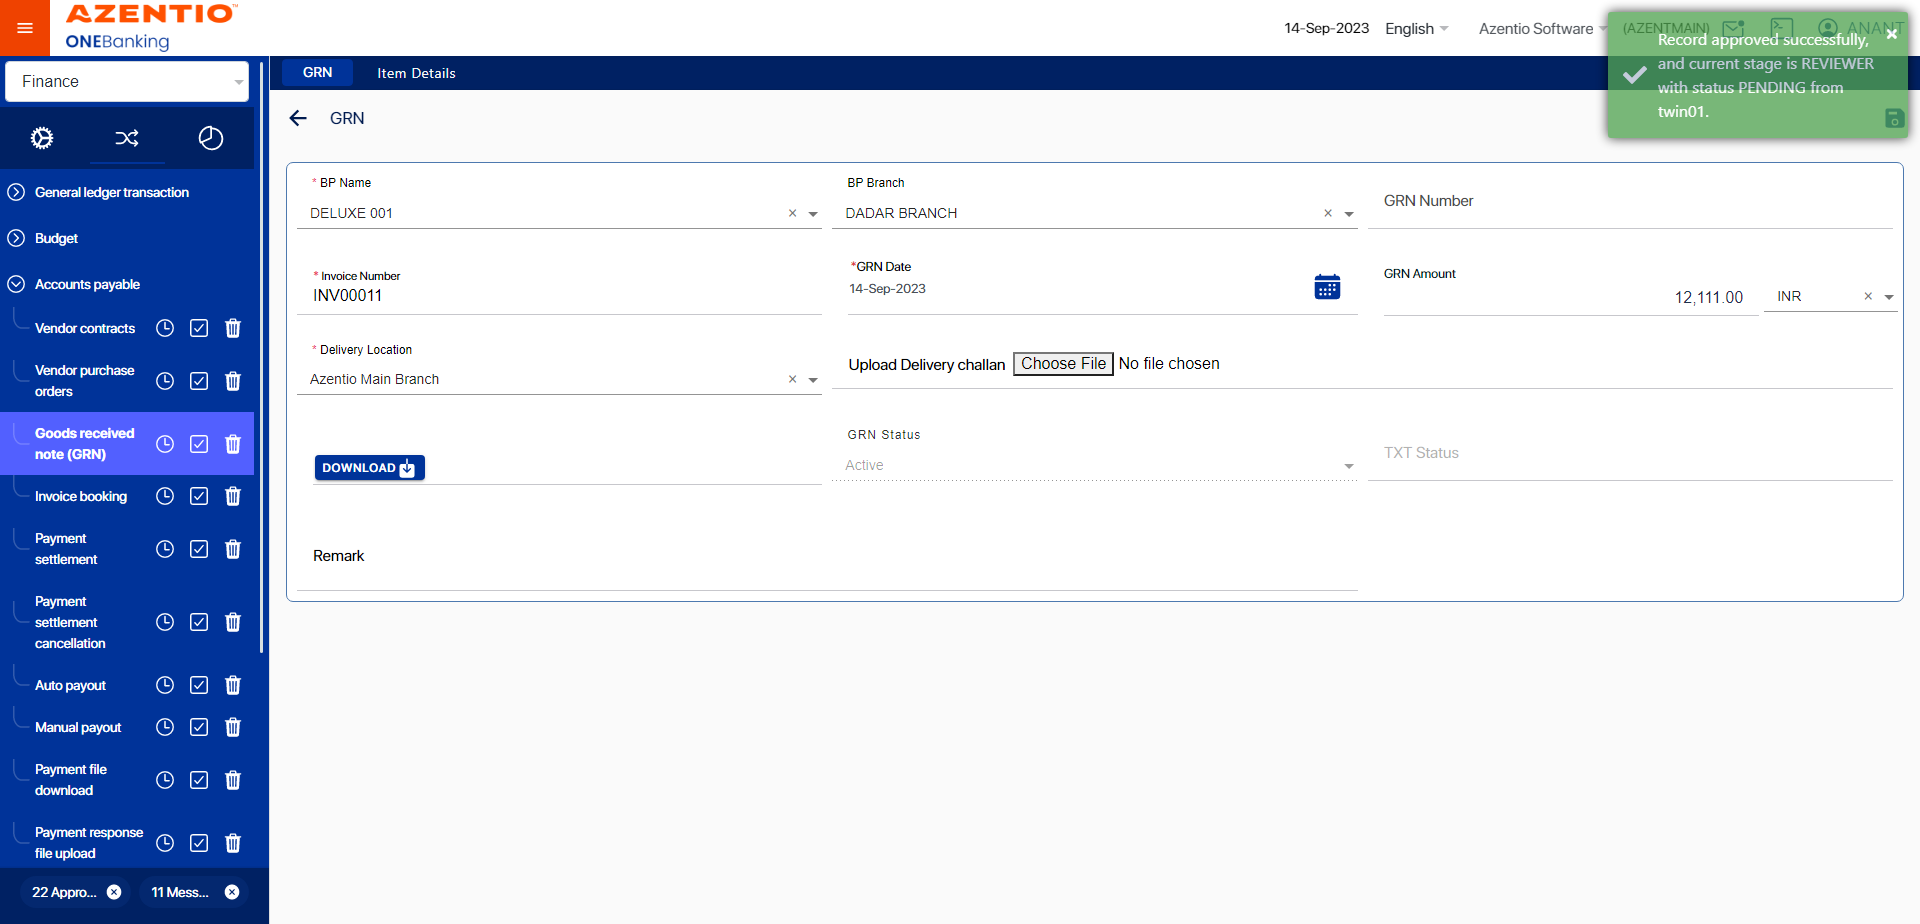 AZENTIO™
ONEBanking
14-Sep-2023
English
Azentio Software
(AZENTMAIN)
ANANT
Record approved successfully,
and current stage is REVIEWER
with status PENDING from
twin01.
Finance
GRN
Item Details
GRN
General ledger transaction
Budget
Accounts payable
Vendor contracts
Vendor purchase
orders
Goods received
note (GRN)
Invoice booking
Payment
settlement
Payment
settlement
cancellation
Auto payout
Manual payout
Payment file
download
Payment response
file upload
22 Appro...
11 Mess...
* BP Name
DELUXE 001
BP Branch
DADAR BRANCH
GRN Number
* Invoice Number
INV00011
*GRN Date
14-Sep-2023
GRN Amount
12,111.00
INR
* Delivery Location
Azentio Main Branch
Upload Delivery challan
Choose File
No file chosen
DOWNLOAD
GRN Status
Active
TXT Status
Remark